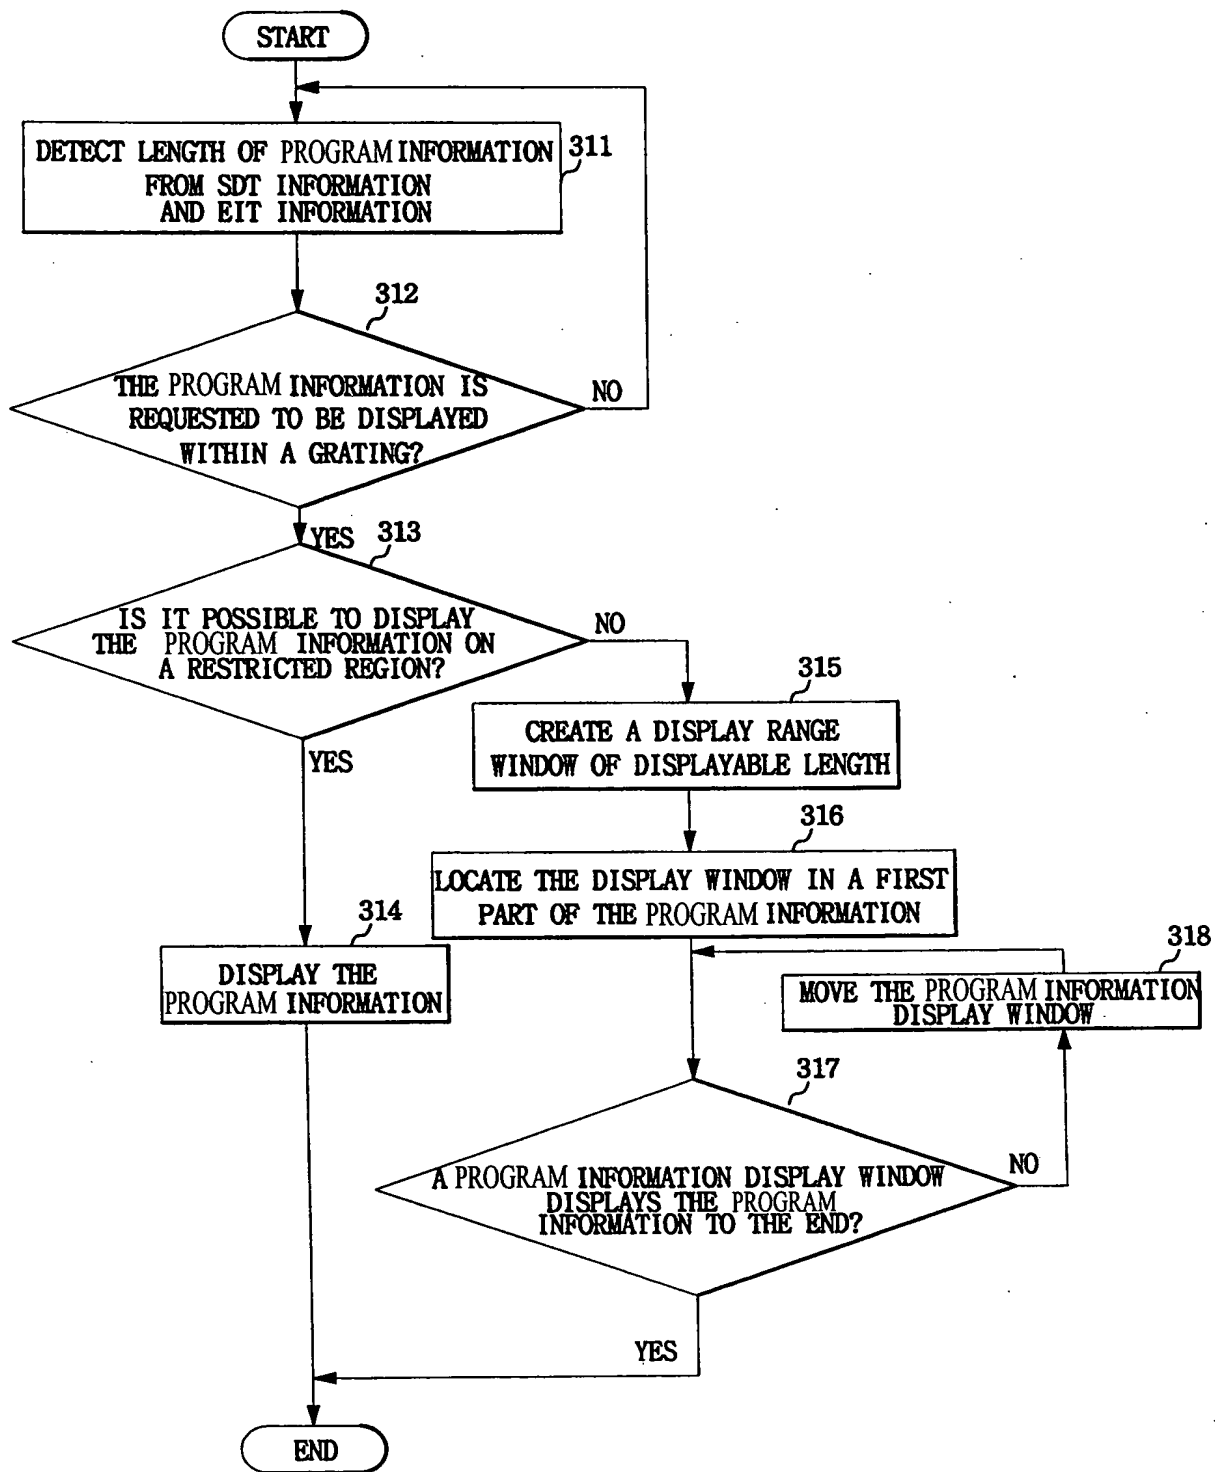 START
DETECT LENGTH OF PROGRAM INFORMATION
FROM SDT INFORMATION
AND EIT INFORMATION
311
312
THE PROGRAM INFORMATION IS
REQUESTED TO BE DISPLAYED
WITHIN A GRATING?
NO
YES
313
IS IT POSSIBLE TO DISPLAY
THE PROGRAM INFORMATION ON
A RESTRICTED REGION?
NO
YES
315
CREATE A DISPLAY RANGE
WINDOW OF DISPLAYABLE LENGTH
316
LOCATE THE DISPLAY WINDOW IN A FIRST
PART OF THE PROGRAM INFORMATION
314
DISPLAY THE
PROGRAM INFORMATION
318
MOVE THE PROGRAM INFORMATION
DISPLAY WINDOW
317
A PROGRAM INFORMATION DISPLAY WINDOW
DISPLAYS THE PROGRAM
INFORMATION TO THE END?
NO
YES
END